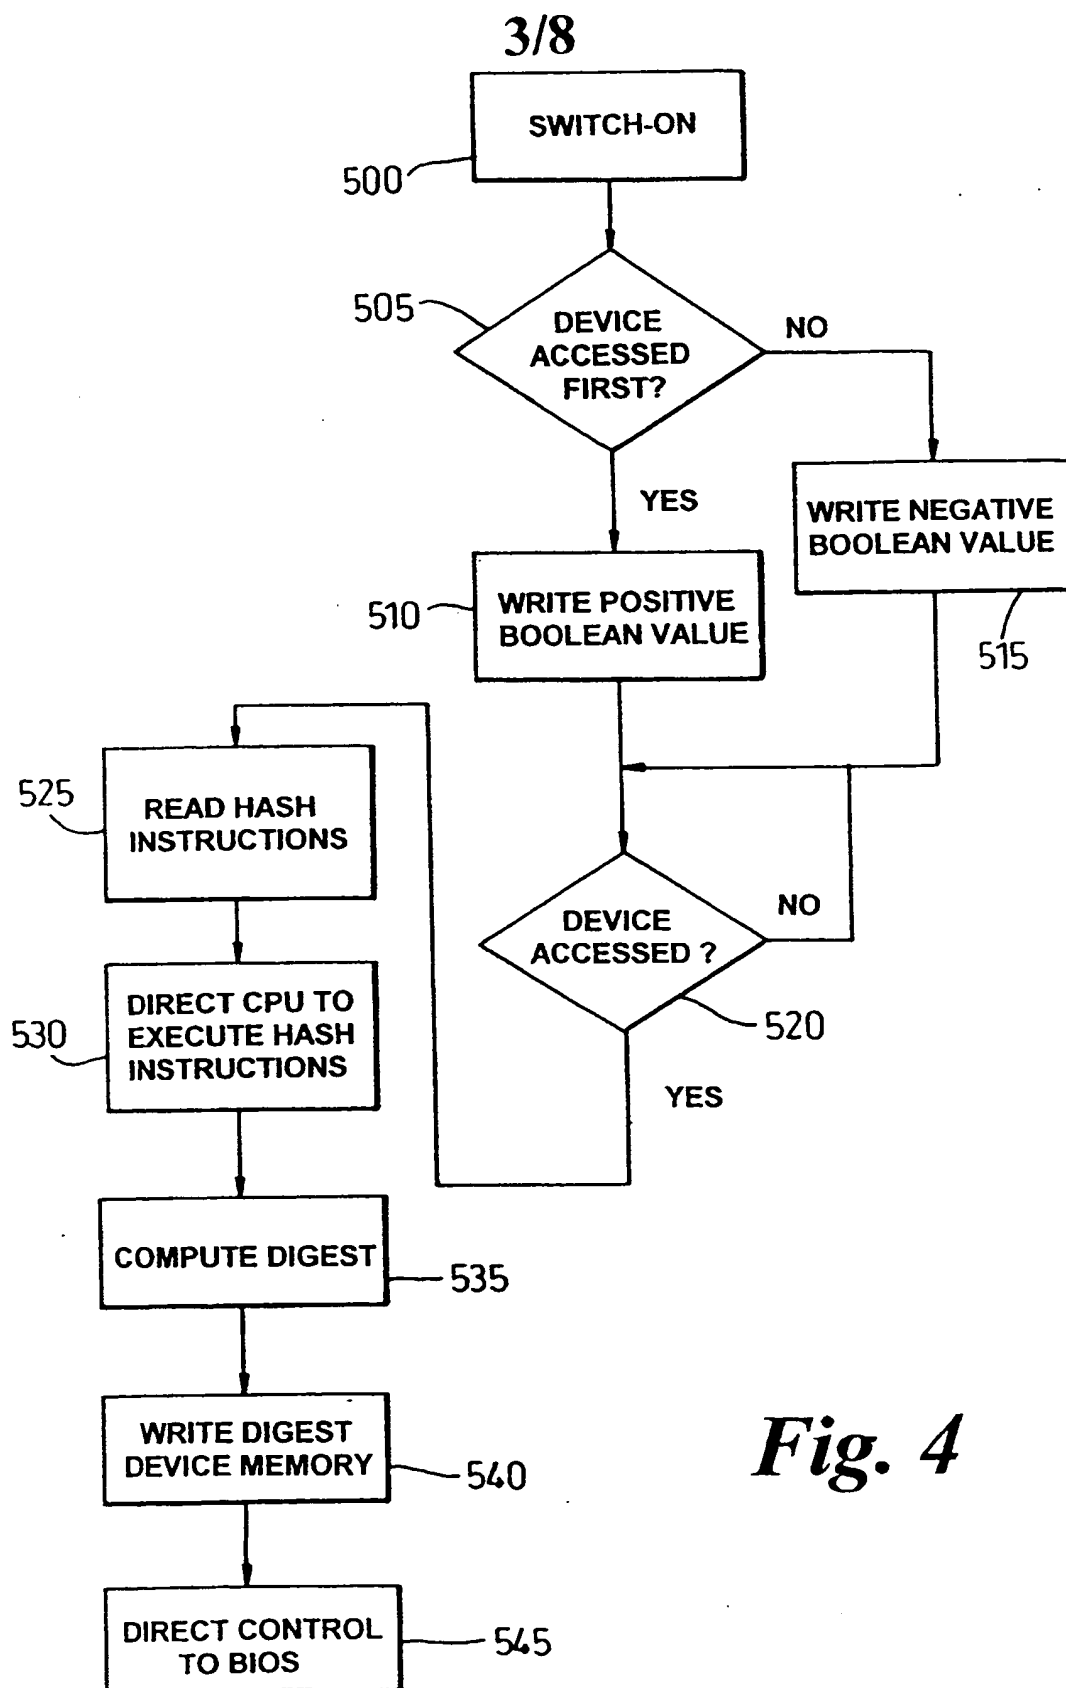 3/8
SWITCH-ON
500
505
DEVICE
ACCESSED
FIRST?
NO
YES
WRITE NEGATIVE
BOOLEAN VALUE
515
510
WRITE POSITIVE
BOOLEAN VALUE
525
READ HASH
INSTRUCTIONS
DEVICE
ACCESSED ?
NO
520
YES
530
DIRECT CPU TO
EXECUTE HASH
INSTRUCTIONS
COMPUTE DIGEST
535
WRITE DIGEST
DEVICE MEMORY
540
Fig. 4
DIRECT CONTROL
TO BIOS
545